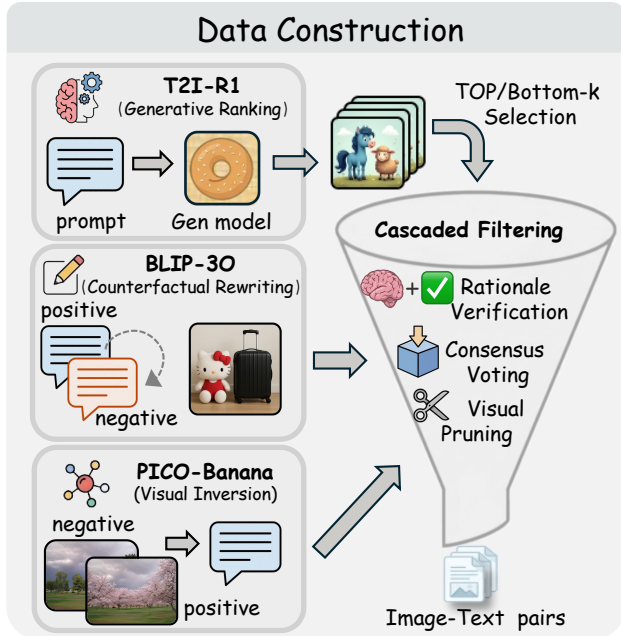 Data Construction
T2I-R1
(Generative Ranking)
prompt
Gen model
TOP/Bottom-k
Selection
BLIP-3O
(Counterfactual Rewriting)
positive
negative
PICO-Banana
(Visual Inversion)
negative
positive
Cascaded Filtering
+ Rationale
Verification
Consensus
Voting
Visual
Pruning
Image-Text pairs